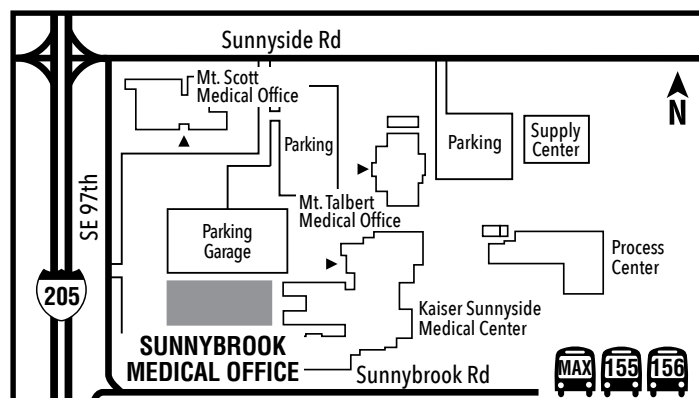 Sunnyside Rd
Mt. Scott
Medical Office
N
Parking
Parking
Supply
Center
SE 97th
Mt. Talbert
Medical Office
Parking
Garage
Process
Center
205
Kaiser Sunnyside
Medical Center
SUNNYBROOK
MEDICAL OFFICE
Sunnybrook Rd
MAX
155
156